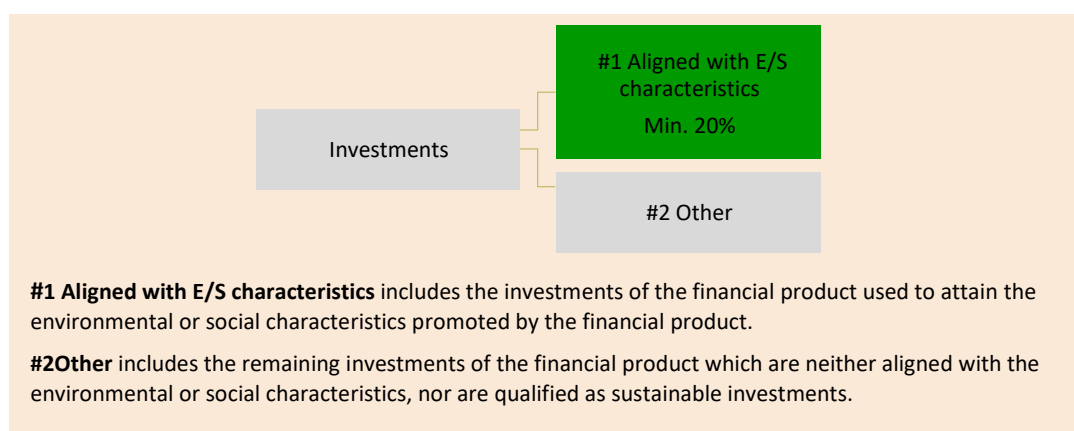 #1 Aligned with E/S
characteristics
Min. 20%
Investments
#2 Other
#1 Aligned with E/S characteristics includes the investments of the financial product used to attain the
environmental or social characteristics promoted by the financial product.
#2Other includes the remaining investments of the financial product which are neither aligned with the
environmental or social characteristics, nor are qualified as sustainable investments.